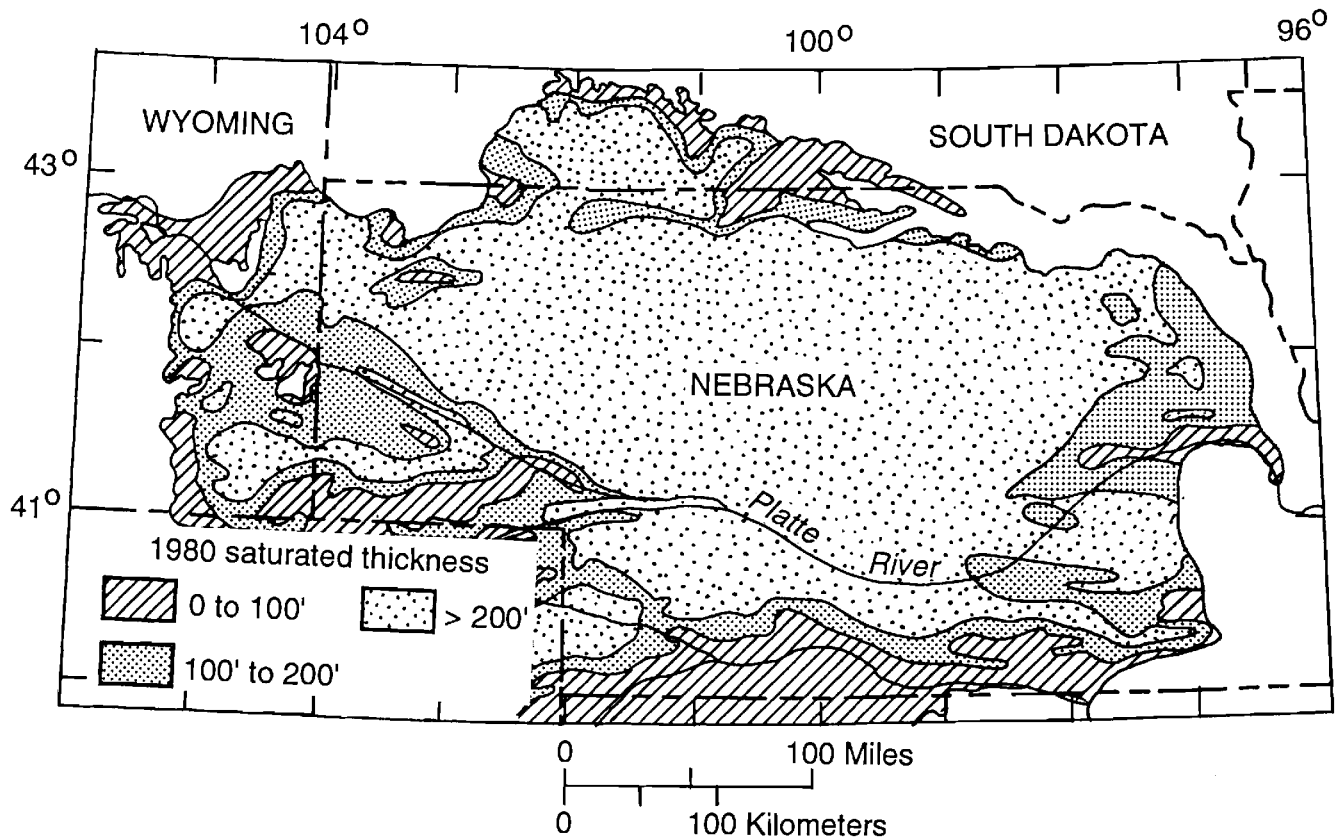 104°
100°
96°
WYOMING
SOUTH DAKOTA
43°
NEBRASKA
41°
Platte
River
1980 saturated thickness
0 to 100'
> 200'
100' to 200'
0 100 Miles
0 100 Kilometers